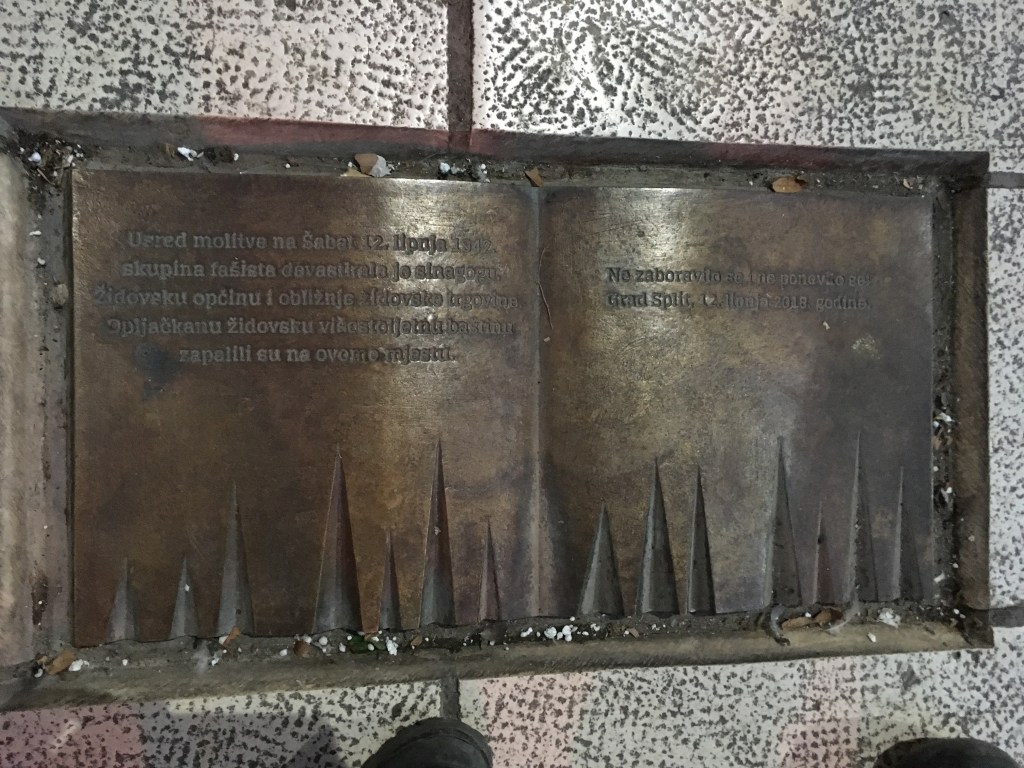 Usred molitve na Šabat, 12. lipnja 1942.
skupina fašista devastirala je sinagogu,
Židovsku općinu i obližnje židovske trgovine.
Opljačkanu židovsku višestoljetnu baštinu
zapalili su na ovome mjestu.
Ne zaboravilo se i ne ponovilo se!
Grad Split, 12. lipnja 2019. godine.